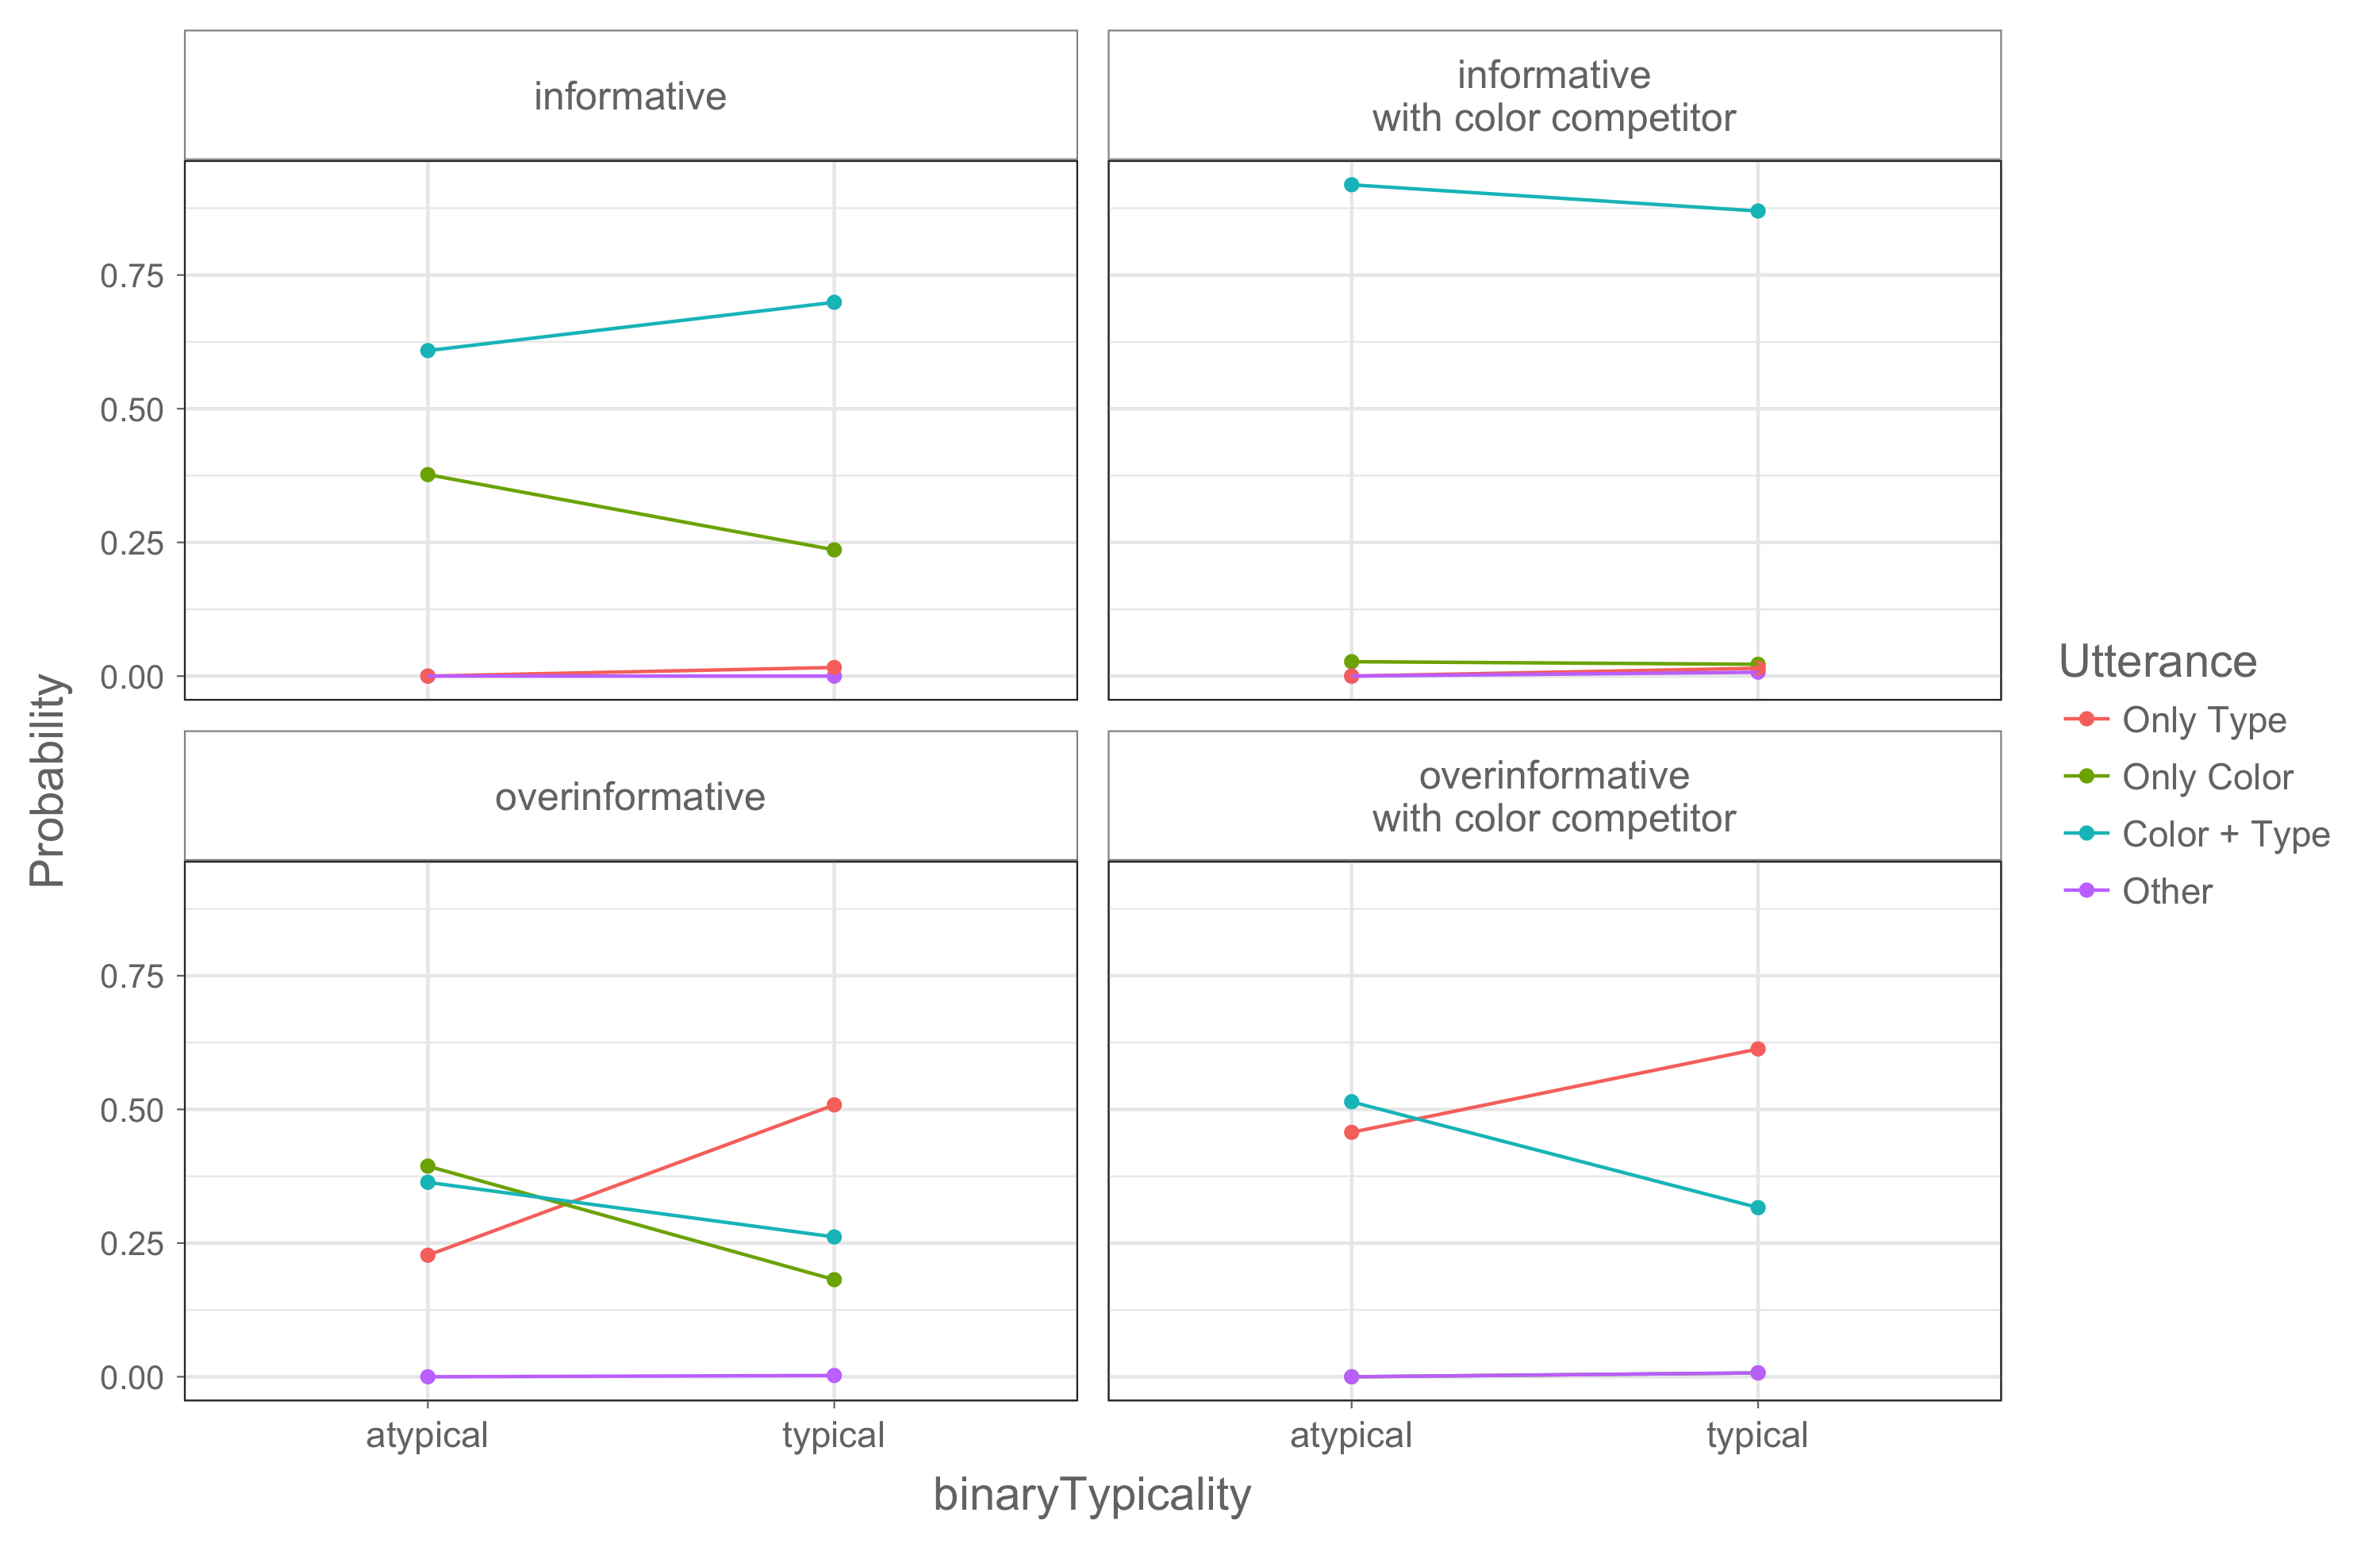 informative
informative
with color competitor
0.75
0.50
0.25
0.00
overinformative
overinformative
with color competitor
0.75
0.50
0.25
0.00
atypical
typical
atypical
typical
binaryTypicality
Probability
Utterance
Only Type
Only Color
Color + Type
Other